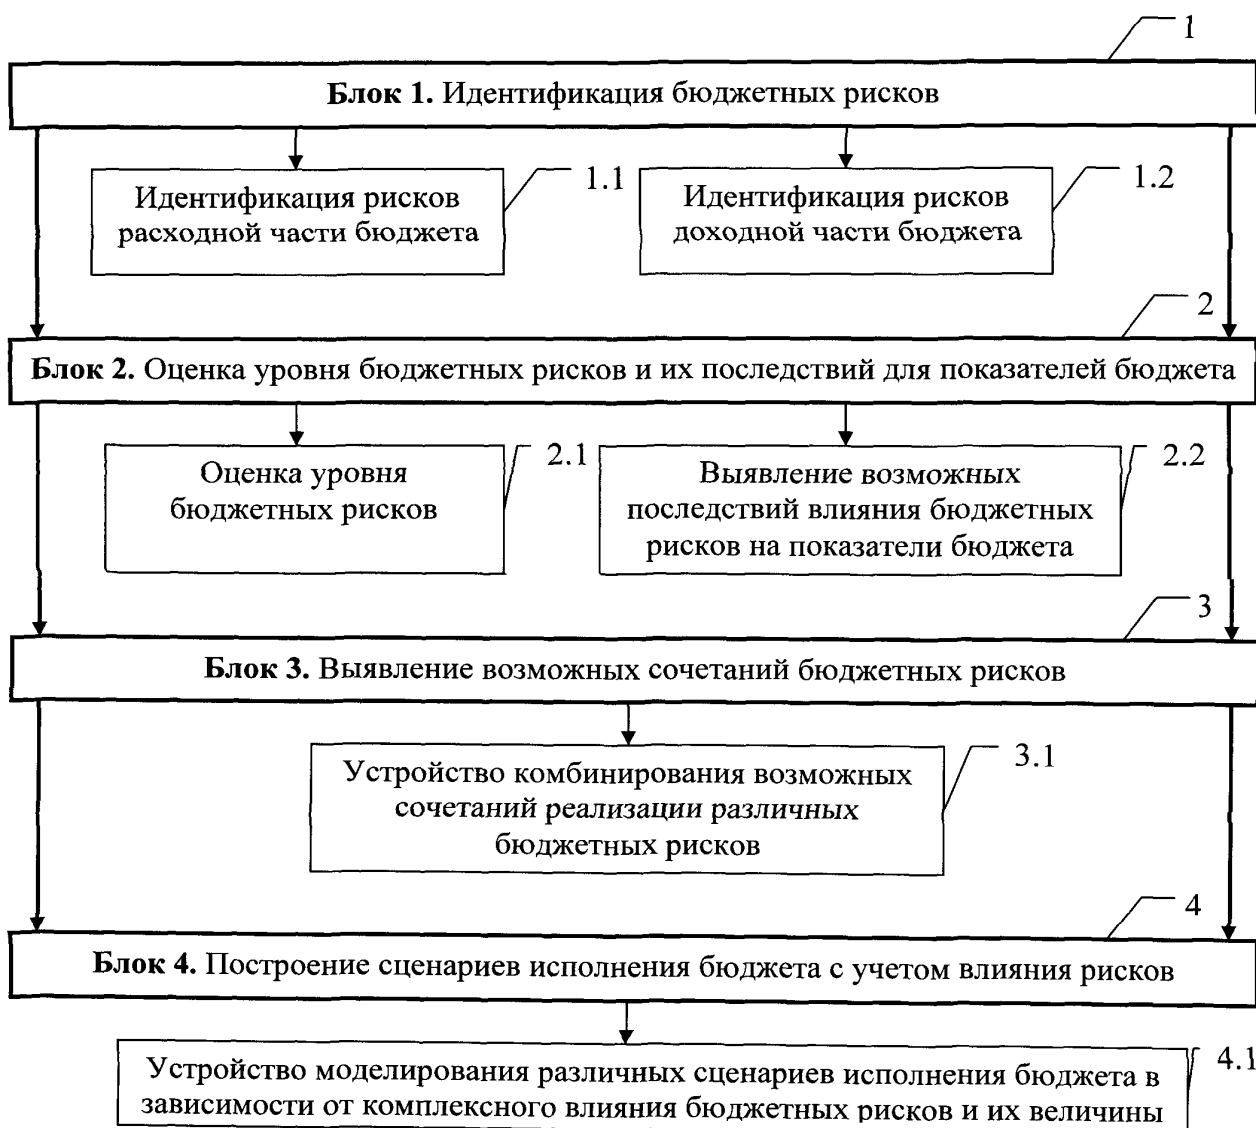 1
Блок 1. Идентификация бюджетных рисков
1.1
1.2
Идентификация рисков
расходной части бюджета
Идентификация рисков
доходной части бюджета
2
Блок 2. Оценка уровня бюджетных рисков и их последствий для показателей бюджета
2.1
2.2
Оценка уровня
бюджетных рисков
Выявление возможных
последствий влияния бюджетных
рисков на показатели бюджета
3
Блок 3. Выявление возможных сочетаний бюджетных рисков
3.1
Устройство комбинирования возможных
сочетаний реализации различных
бюджетных рисков
4
Блок 4. Построение сценариев исполнения бюджета с учетом влияния рисков
4.1
Устройство моделирования различных сценариев исполнения бюджета в
зависимости от комплексного влияния бюджетных рисков и их величины